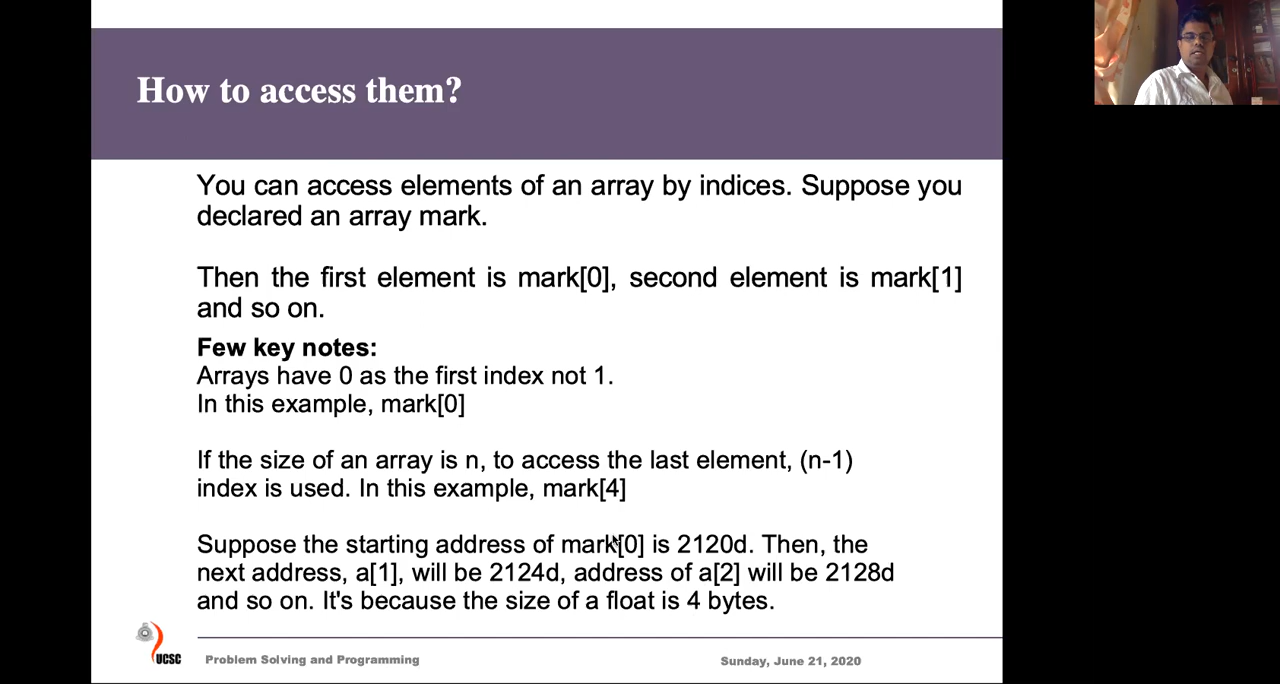 How to access them?
You can access elements of an array by indices. Suppose you
declared an array mark.
Then the first element is mark[0], second element is mark[1]
and so on.
Few key notes:
Arrays have 0 as the first index not 1.
In this example, mark[0]
If the size of an array is n, to access the last element, (n-1)
index is used. In this example, mark[4]
Suppose the starting address of mark[0] is 2120d. Then, the
next address, a[1], will be 2124d, address of a[2] will be 2128d
and so on. It's because the size of a float is 4 bytes.
UCSC
Problem Solving and Programming
Sunday, June 21, 2020